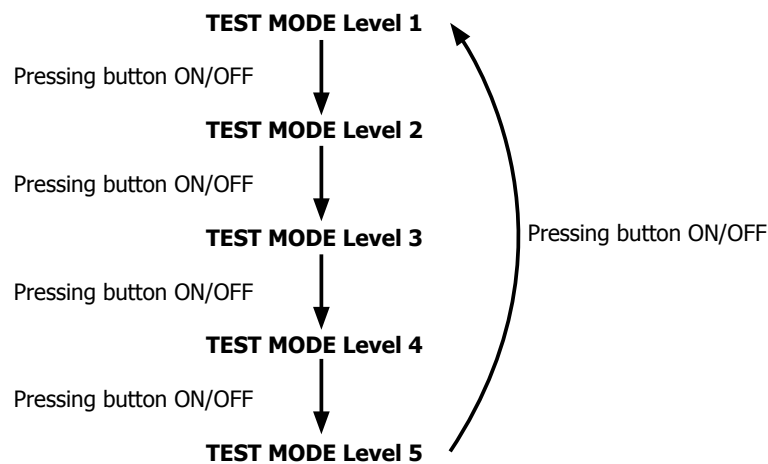 TEST MODE Level 1
Pressing button ON/OFF
TEST MODE Level 2
Pressing button ON/OFF
TEST MODE Level 3
Pressing button ON/OFF
Pressing button ON/OFF
TEST MODE Level 4
Pressing button ON/OFF
TEST MODE Level 5